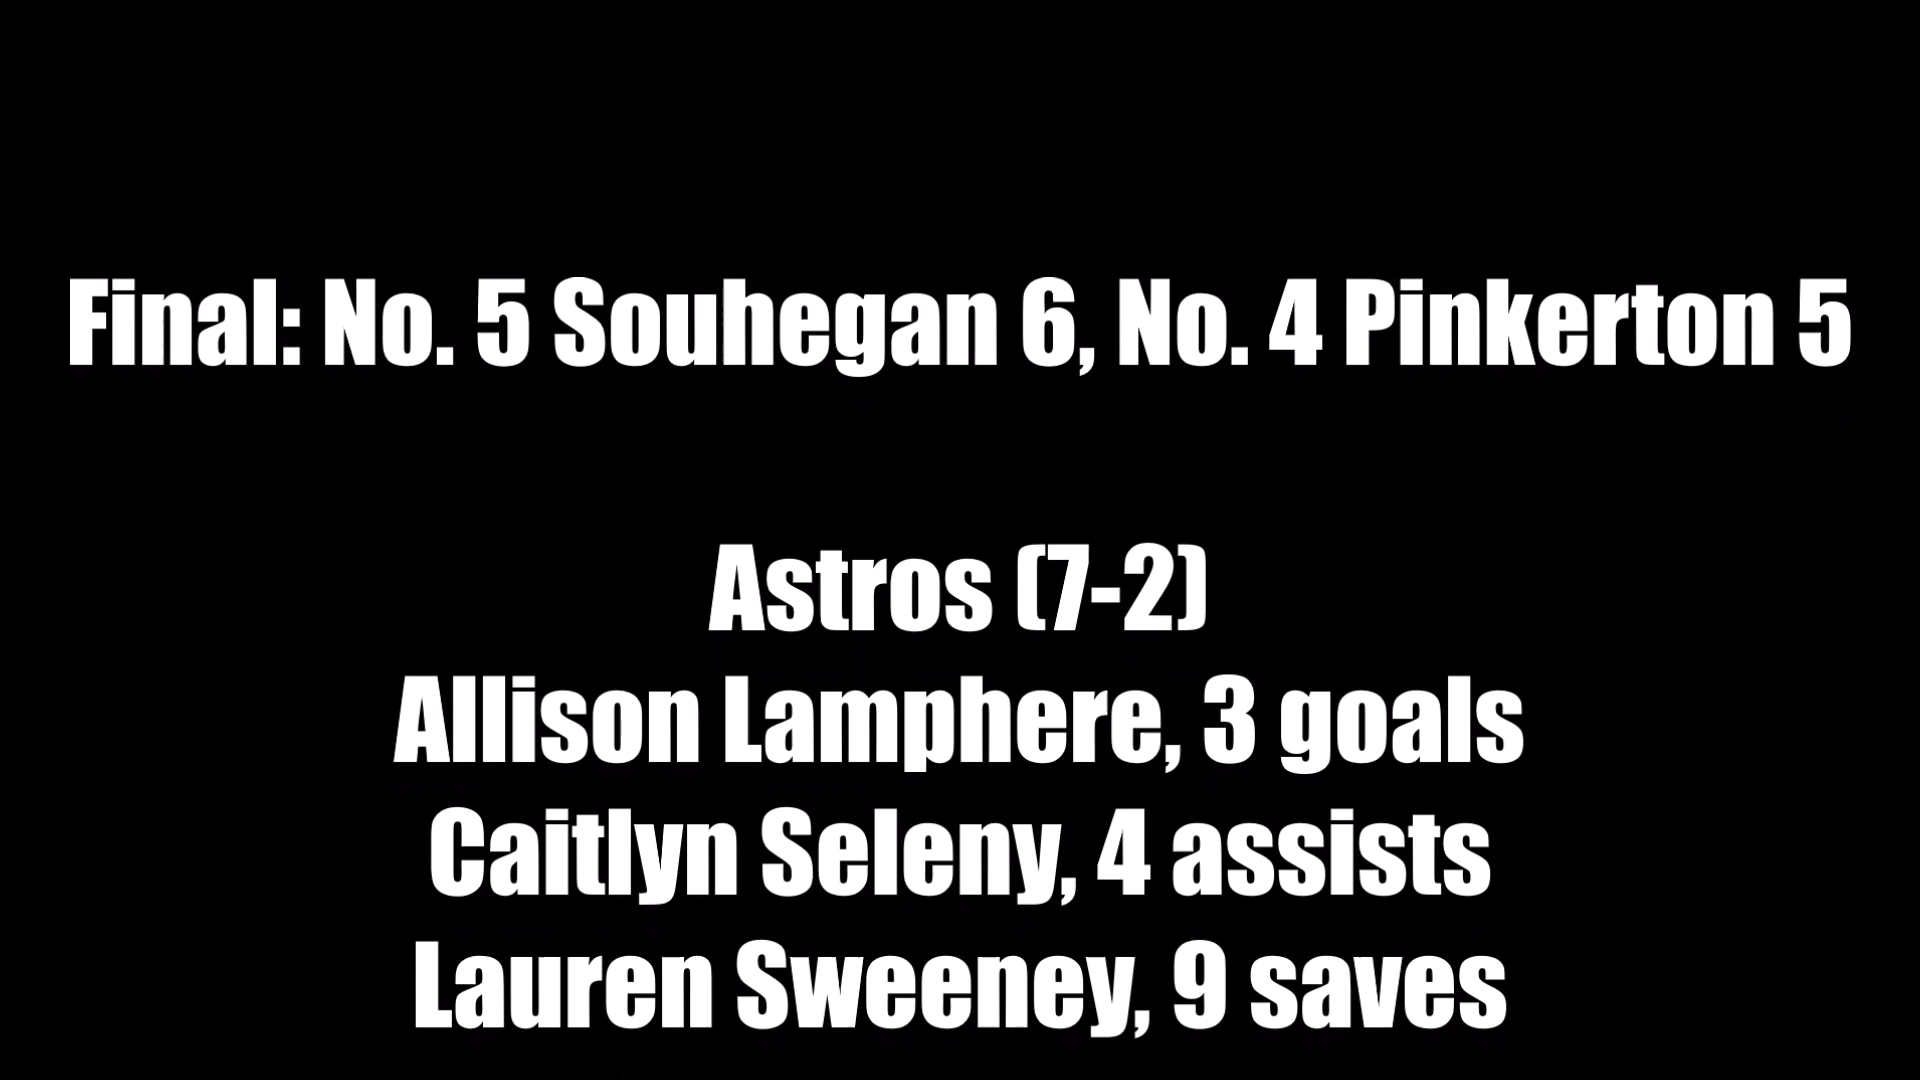 Final: No. 5 Souhegan 6, No. 4 Pinkerton 5
Astros (7-2)
Allison Lamphere, 3 goals
Caitlyn Seleny, 4 assists
Lauren Sweeney, 9 saves